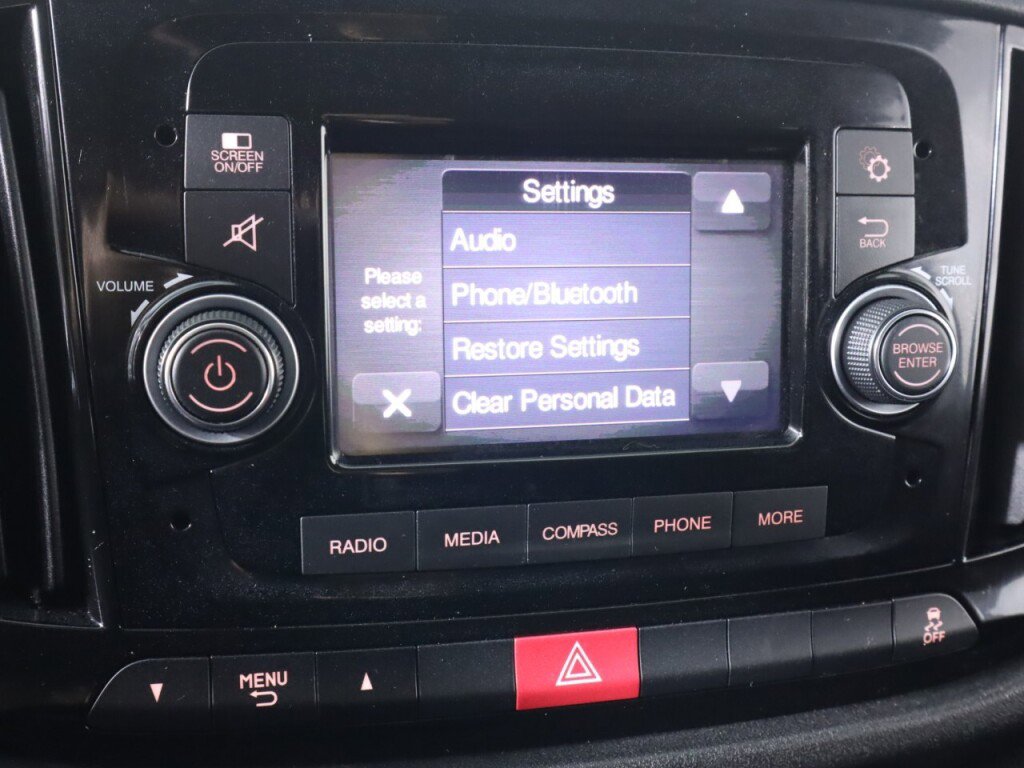 SCREEN
ON/OFF
VOLUME
Settings
Audio
Phone/Bluetooth
Restore Settings
Clear Personal Data
Please
select a
setting:
BACK
TUNE
SCROLL
BROWSE
ENTER
RADIO
MEDIA
COMPASS
PHONE
MORE
MENU
OFF